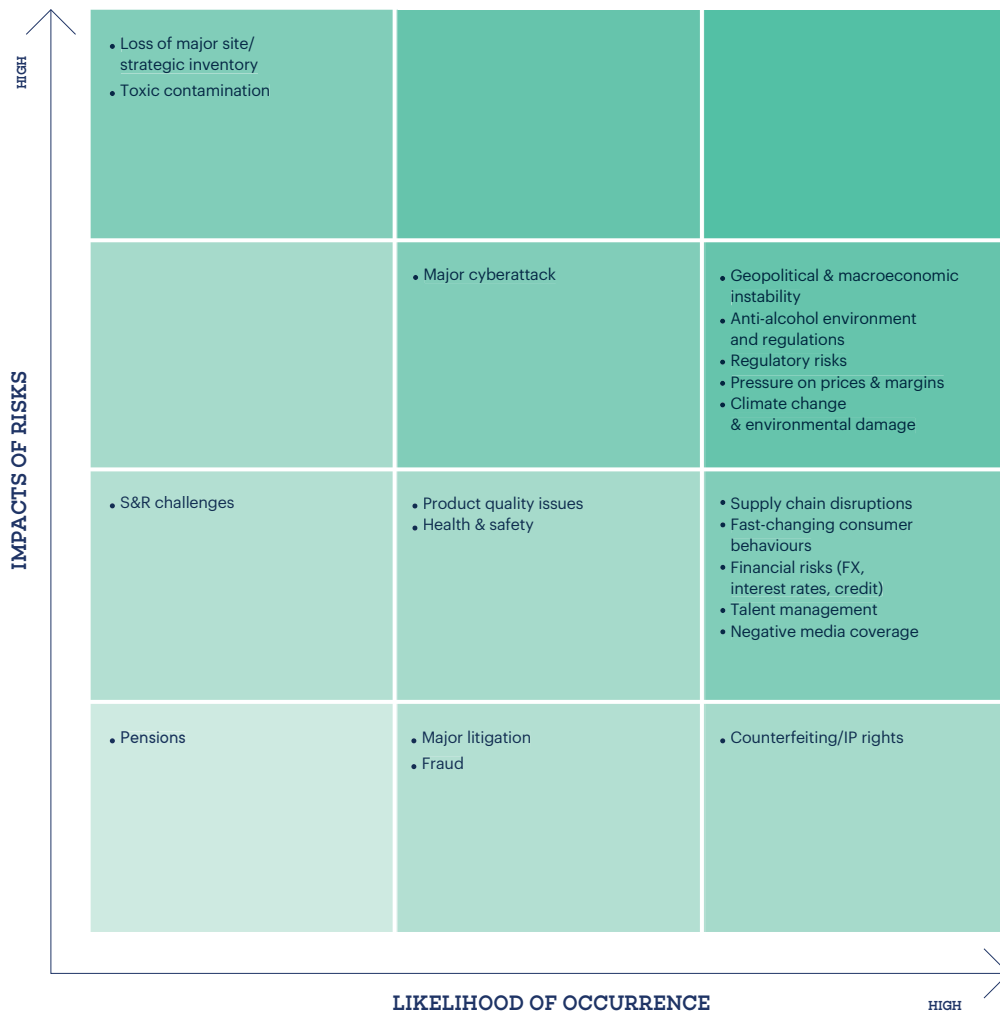 HIGH
IMPACTS OF RISKS
• Loss of major site/
strategic inventory
• Toxic contamination
• Major cyberattack
• Geopolitical & macroeconomic
instability
• Anti-alcohol environment
and regulations
• Regulatory risks
• Pressure on prices & margins
• Climate change
& environmental damage
• S&R challenges
• Product quality issues
• Health & safety
• Supply chain disruptions
• Fast-changing consumer
behaviours
• Financial risks (FX,
interest rates, credit)
• Talent management
• Negative media coverage
• Pensions
• Major litigation
• Fraud
• Counterfeiting/IP rights
LIKELIHOOD OF OCCURRENCE
HIGH